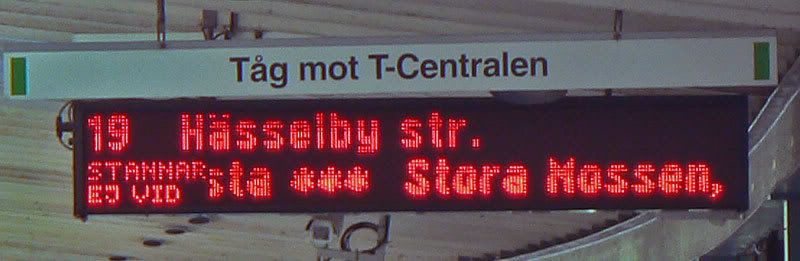 Tåg mot T-Centralen
19 Hässelby str.
STANNAR
EJ VID sta *** Stora Mossen,